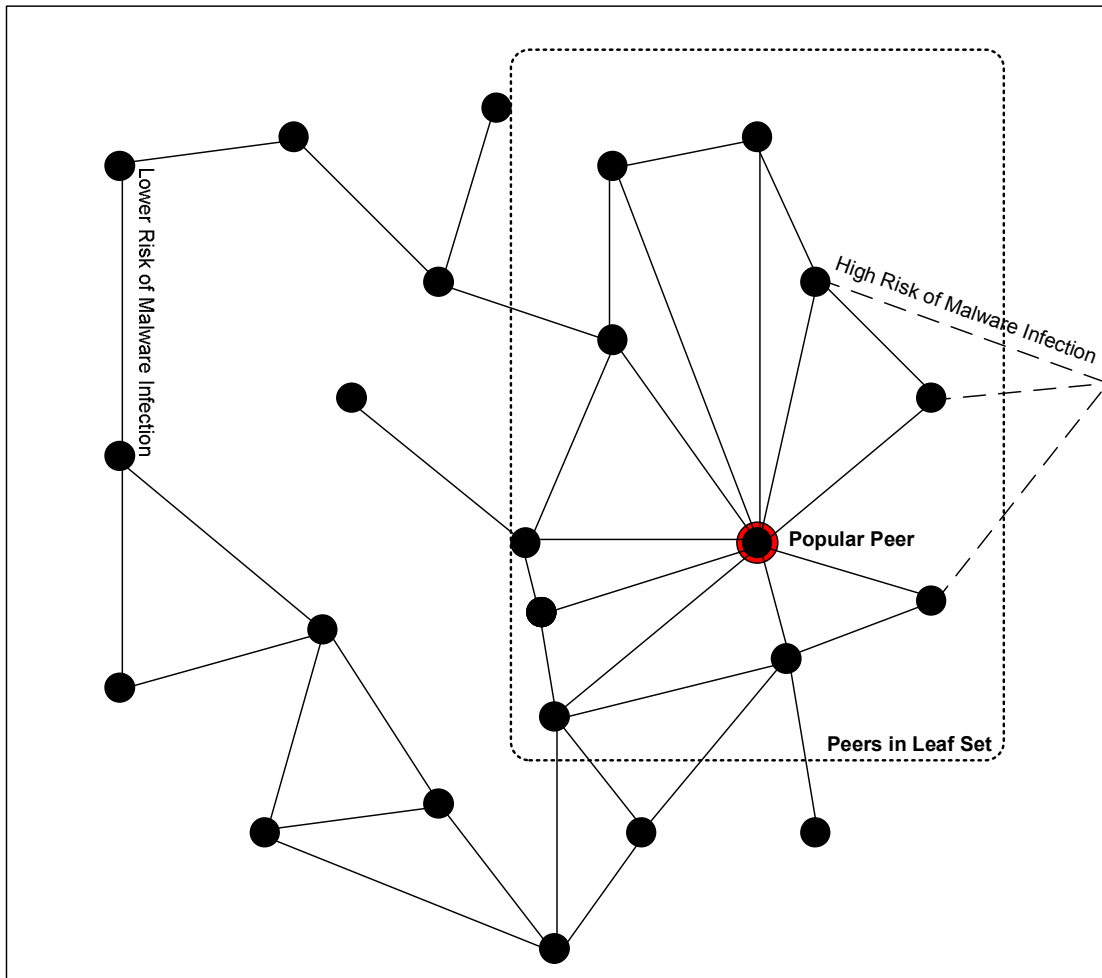 Lower Risk of Malware Infection
High Risk of Malware Infection
Popular Peer
Peers in Leaf Set